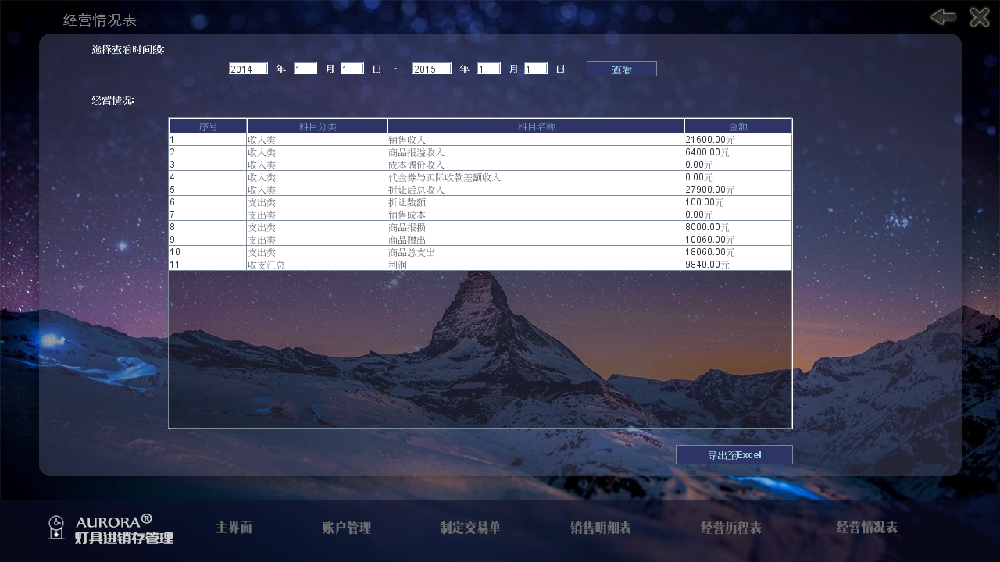 经营情况表
选择查看时间段:
2014 年 1 月 1 日 ~ 2015 年 1 月 1 日 查看
经营情况:
序号 科目分类 科目名称 金额
1 收入类 销售收入 21600.00元
2 收入类 商品报溢收入 6400.00元
3 收入类 成本调价收入 0.00元
4 收入类 代金券与实际收款差额收入 0.00元
5 收入类 折让后总收入 27900.00元
6 支出类 折让数额 100.00元
7 支出类 销售成本 0.00元
8 支出类 商品报损 8000.00元
9 支出类 商品赠出 10060.00元
10 支出类 商品总支出 18060.00元
11 收支汇总 利润 9840.00元
导出至Excel
AURORA®
灯具进销存管理
主界面 账户管理 制定交易单 销售明细表 经营历程表 经营情况表